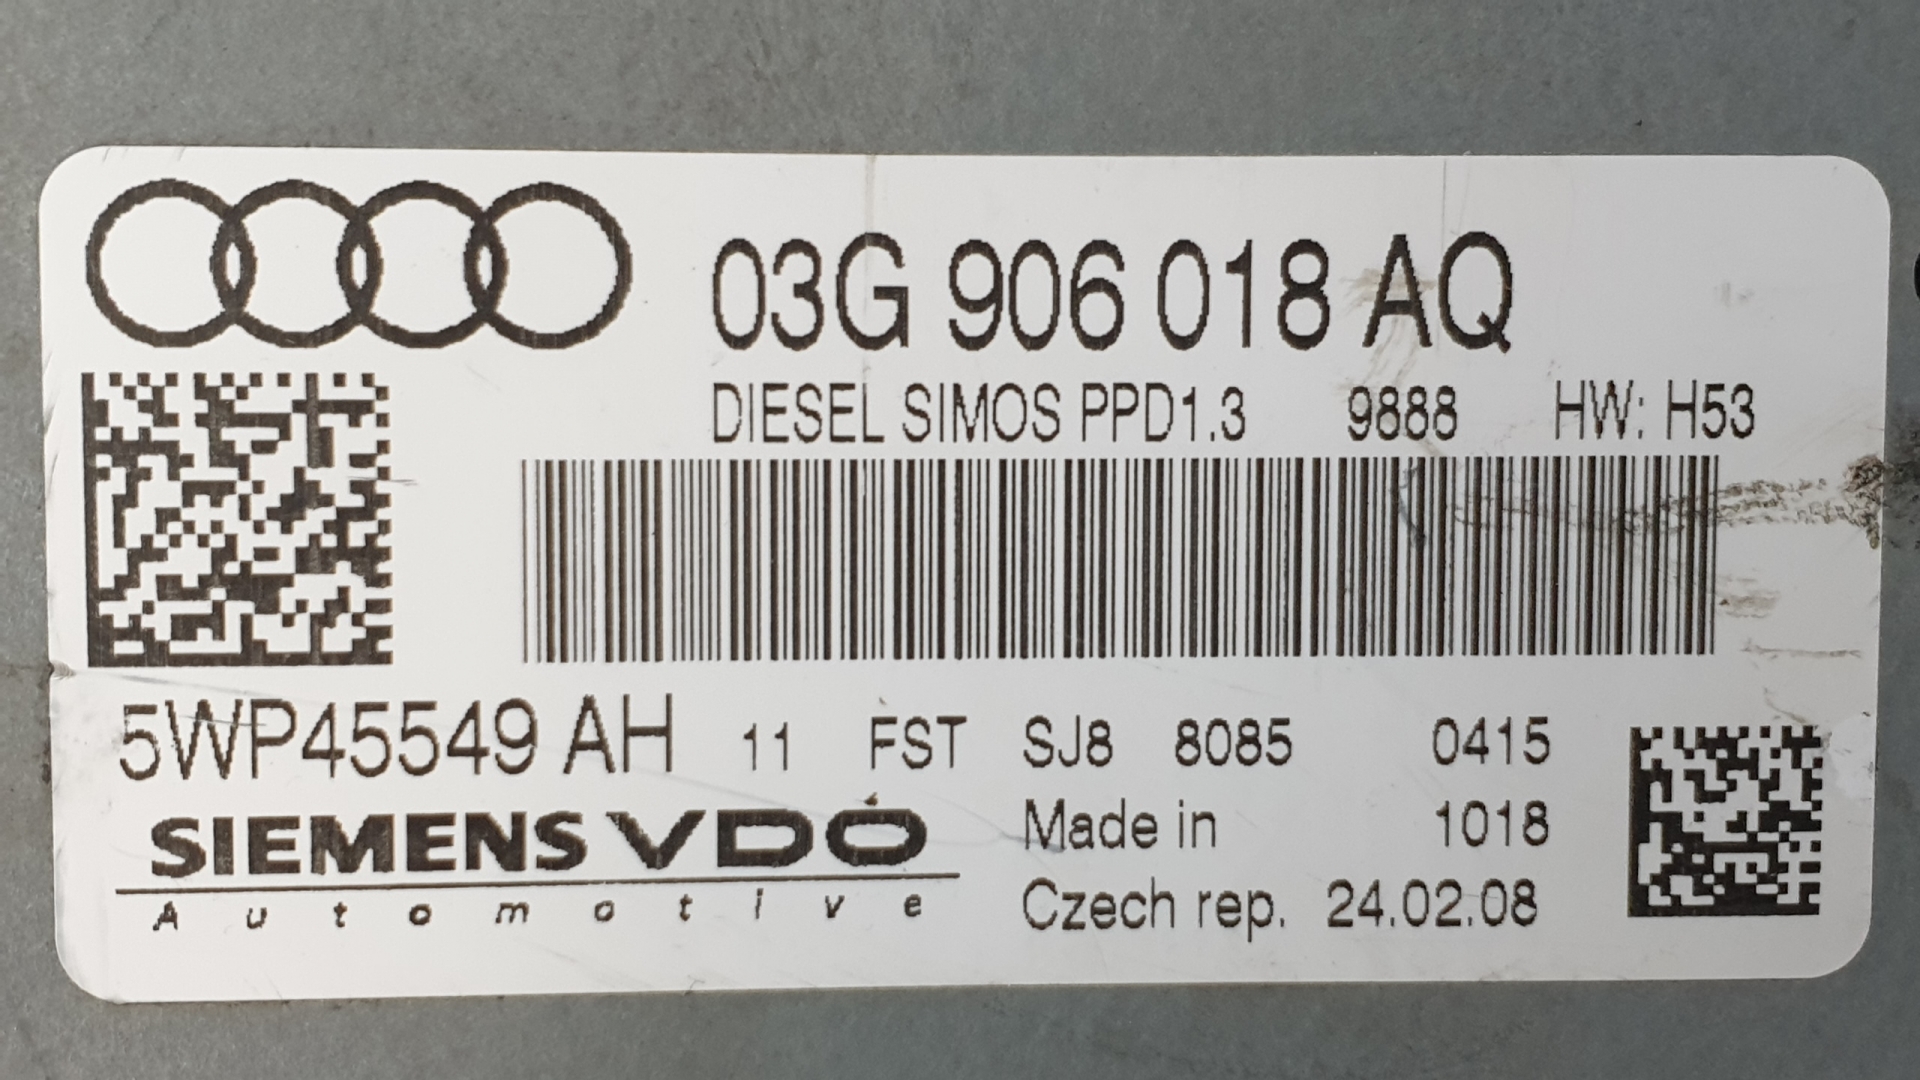 03G 906 018 AQ
DIESEL SIMOS PPD1.3 9888 HW: H53
5WP45549 AH 11 FST SJ8 8085 0415
SIEMENS VDO
Automotive
Made in 1018
Czech rep. 24.02.08